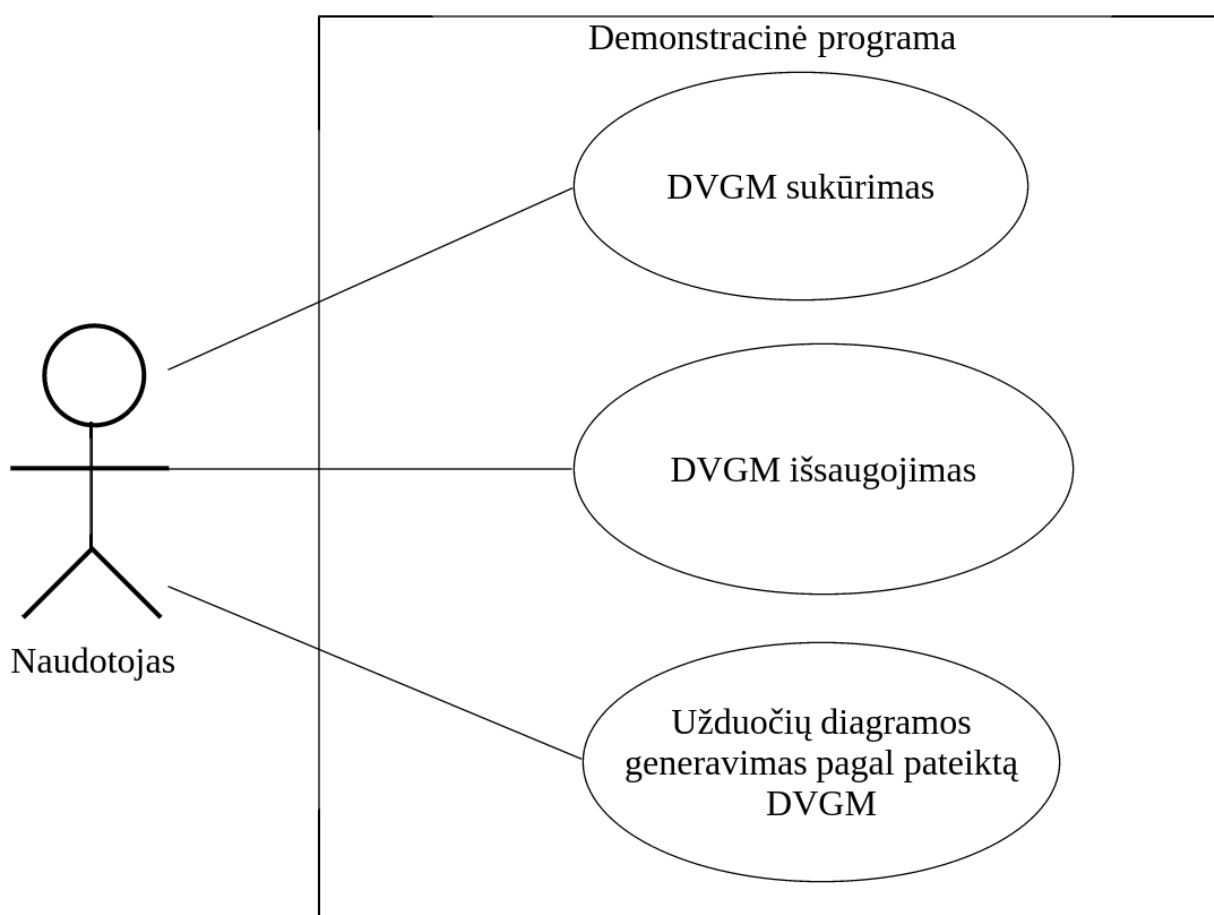 Demonstracinė programa
DVGM sukūrimas
DVGM išsaugojimas
Naudotojas
Užduočių diagramos
generavimas pagal pateiktą
DVGM